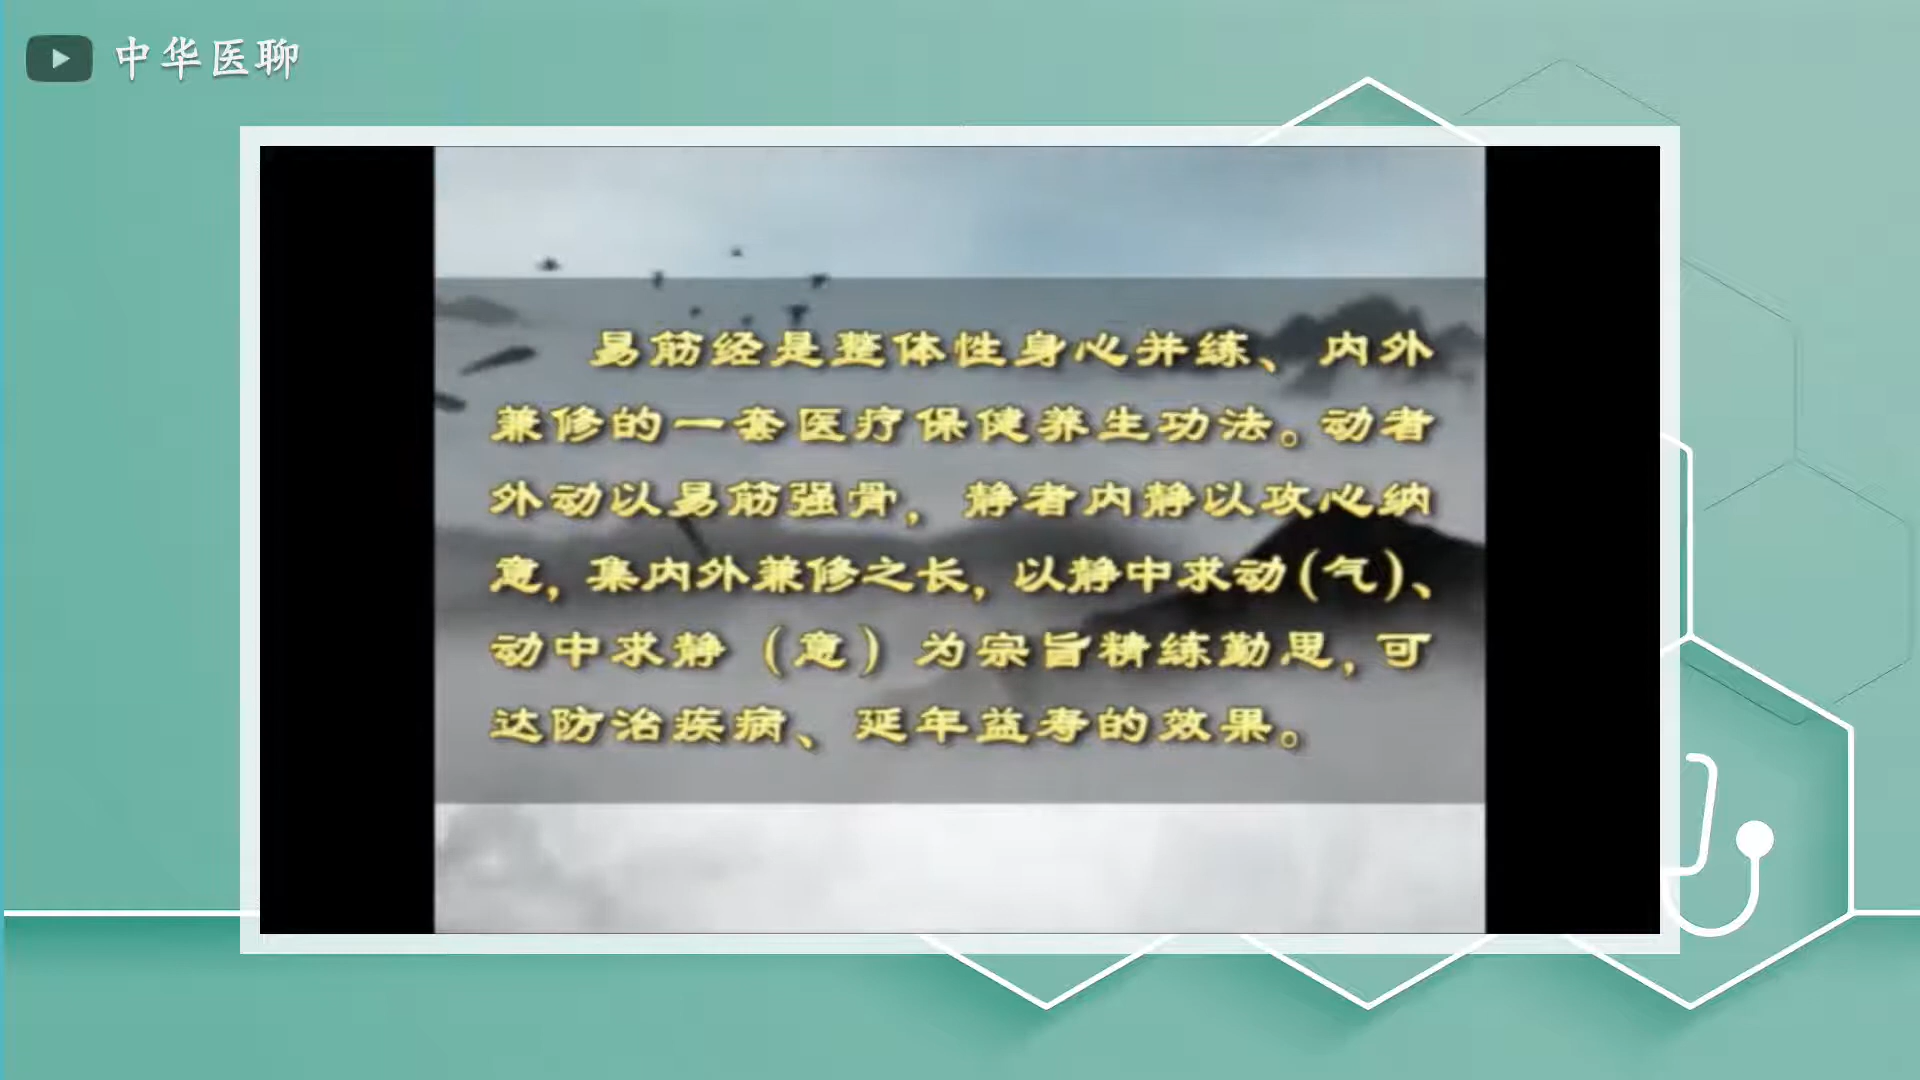 中华医聊
易筋经是整体性身心并练、内外
兼修的一套医疗保健养生功法。动者
外动以易筋强骨，静者内静以攻心纳
意，集内外兼修之长，以静中求动(气)、
动中求静（意）为宗旨精练勤思，可
达防治疾病、延年益寿的效果。